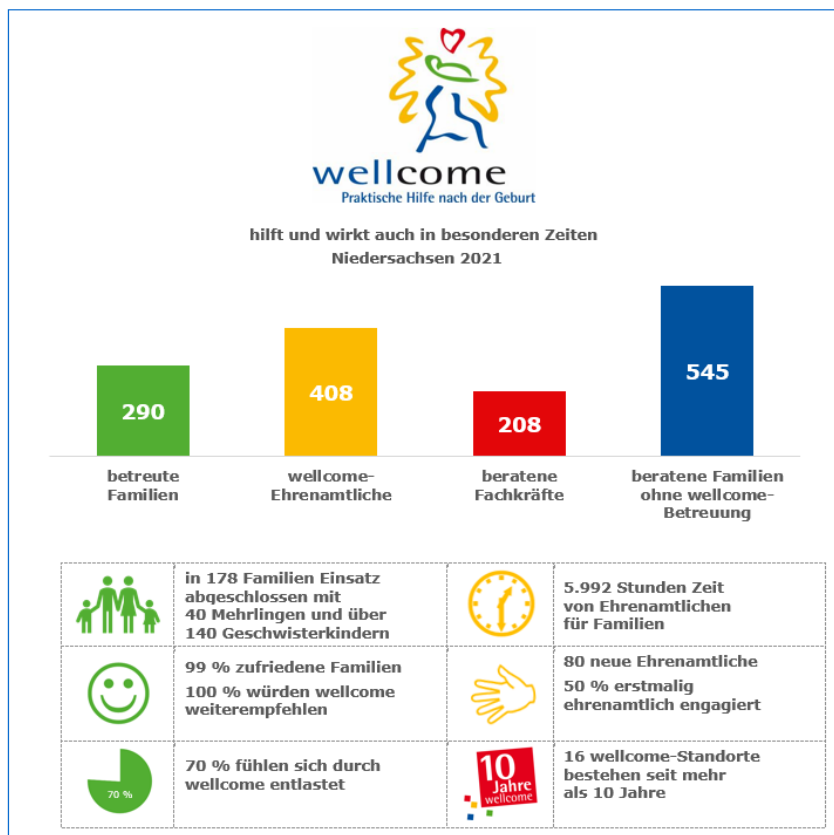 wellcome
Praktische Hilfe nach der Geburt
hilft und wirkt auch in besonderen Zeiten
Niedersachsen 2021
290
408
208
545
betreute
Familien
wellcome-
Ehrenamtliche
beratene
Fachkräfte
beratene Familien
ohne wellcome-
Betreuung
in 178 Familien Einsatz
abgeschlossen mit
40 Mehrlingen und über
140 Geschwisterkindern
5.992 Stunden Zeit
von Ehrenamtlichen
für Familien
99 % zufriedene Familien
100 % würden wellcome
weiterempfehlen
80 neue Ehrenamtliche
50 % erstmalig
ehrenamtlich engagiert
70 %
70 % fühlen sich durch
wellcome entlastet
10
Jahre
wellcome
16 wellcome-Standorte
bestehen seit mehr
als 10 Jahre